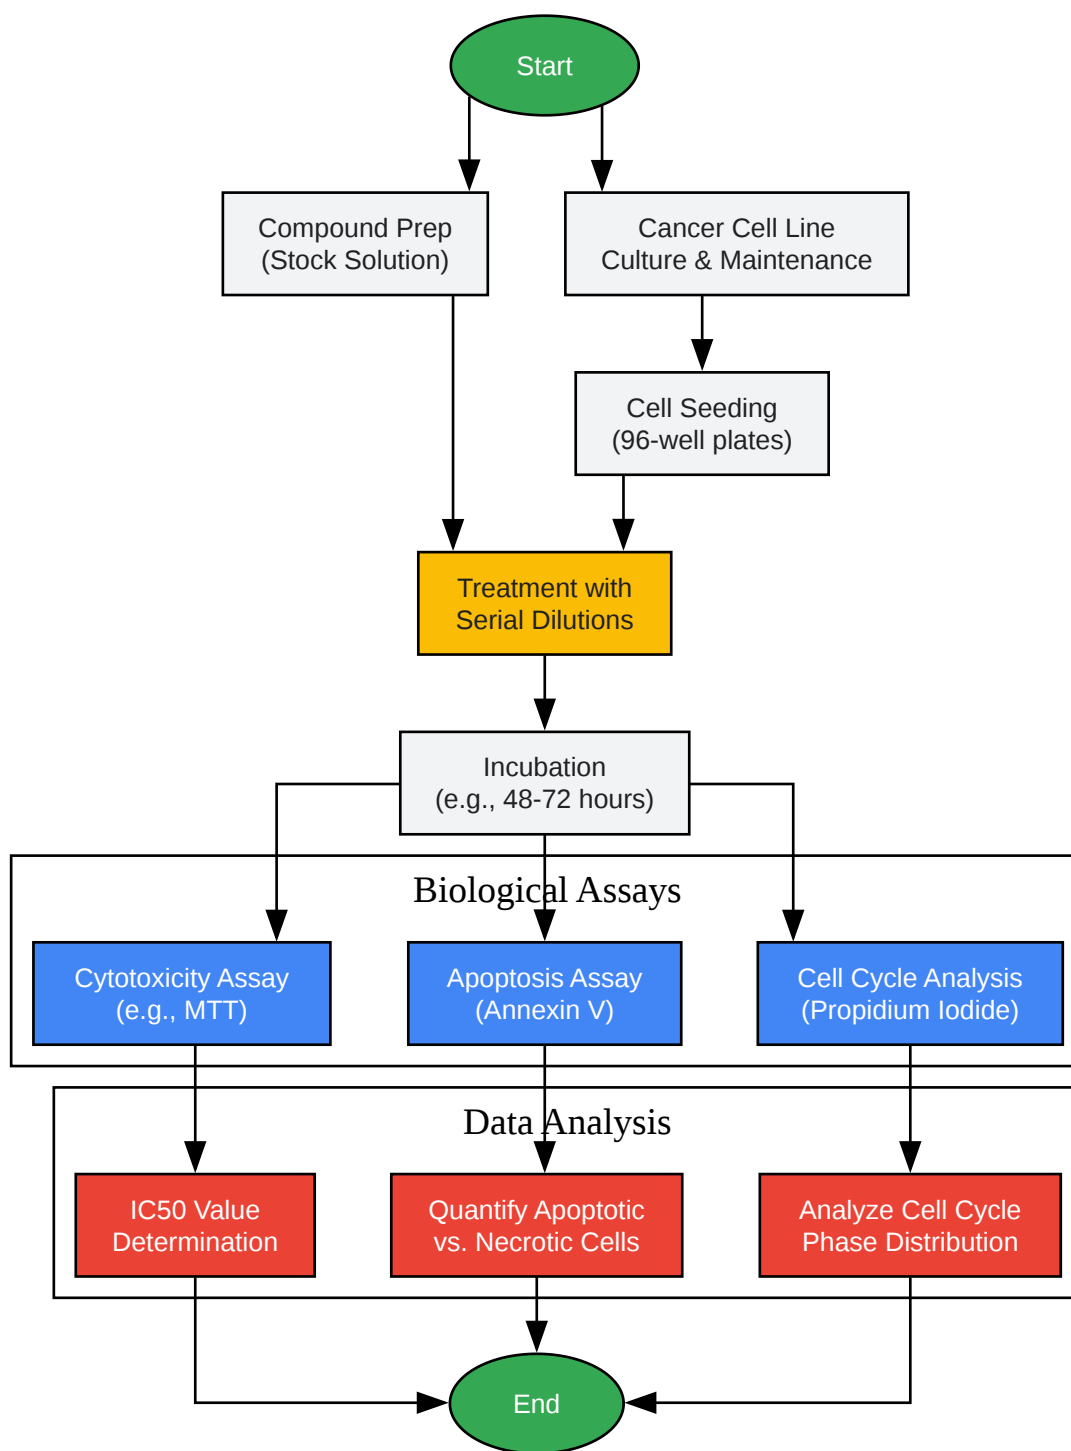 Start
Compound Prep
(Stock Solution)
Cancer Cell Line
Culture & Maintenance
Cell Seeding
(96-well plates)
Treatment with
Serial Dilutions
Incubation
(e.g., 48-72 hours)
Biological Assays
Cytotoxicity Assay
(e.g., MTT)
Apoptosis Assay
(Annexin V)
Cell Cycle Analysis
(Propidium Iodide)
Data Analysis
IC50 Value
Determination
Quantify Apoptotic
vs. Necrotic Cells
Analyze Cell Cycle
Phase Distribution
End